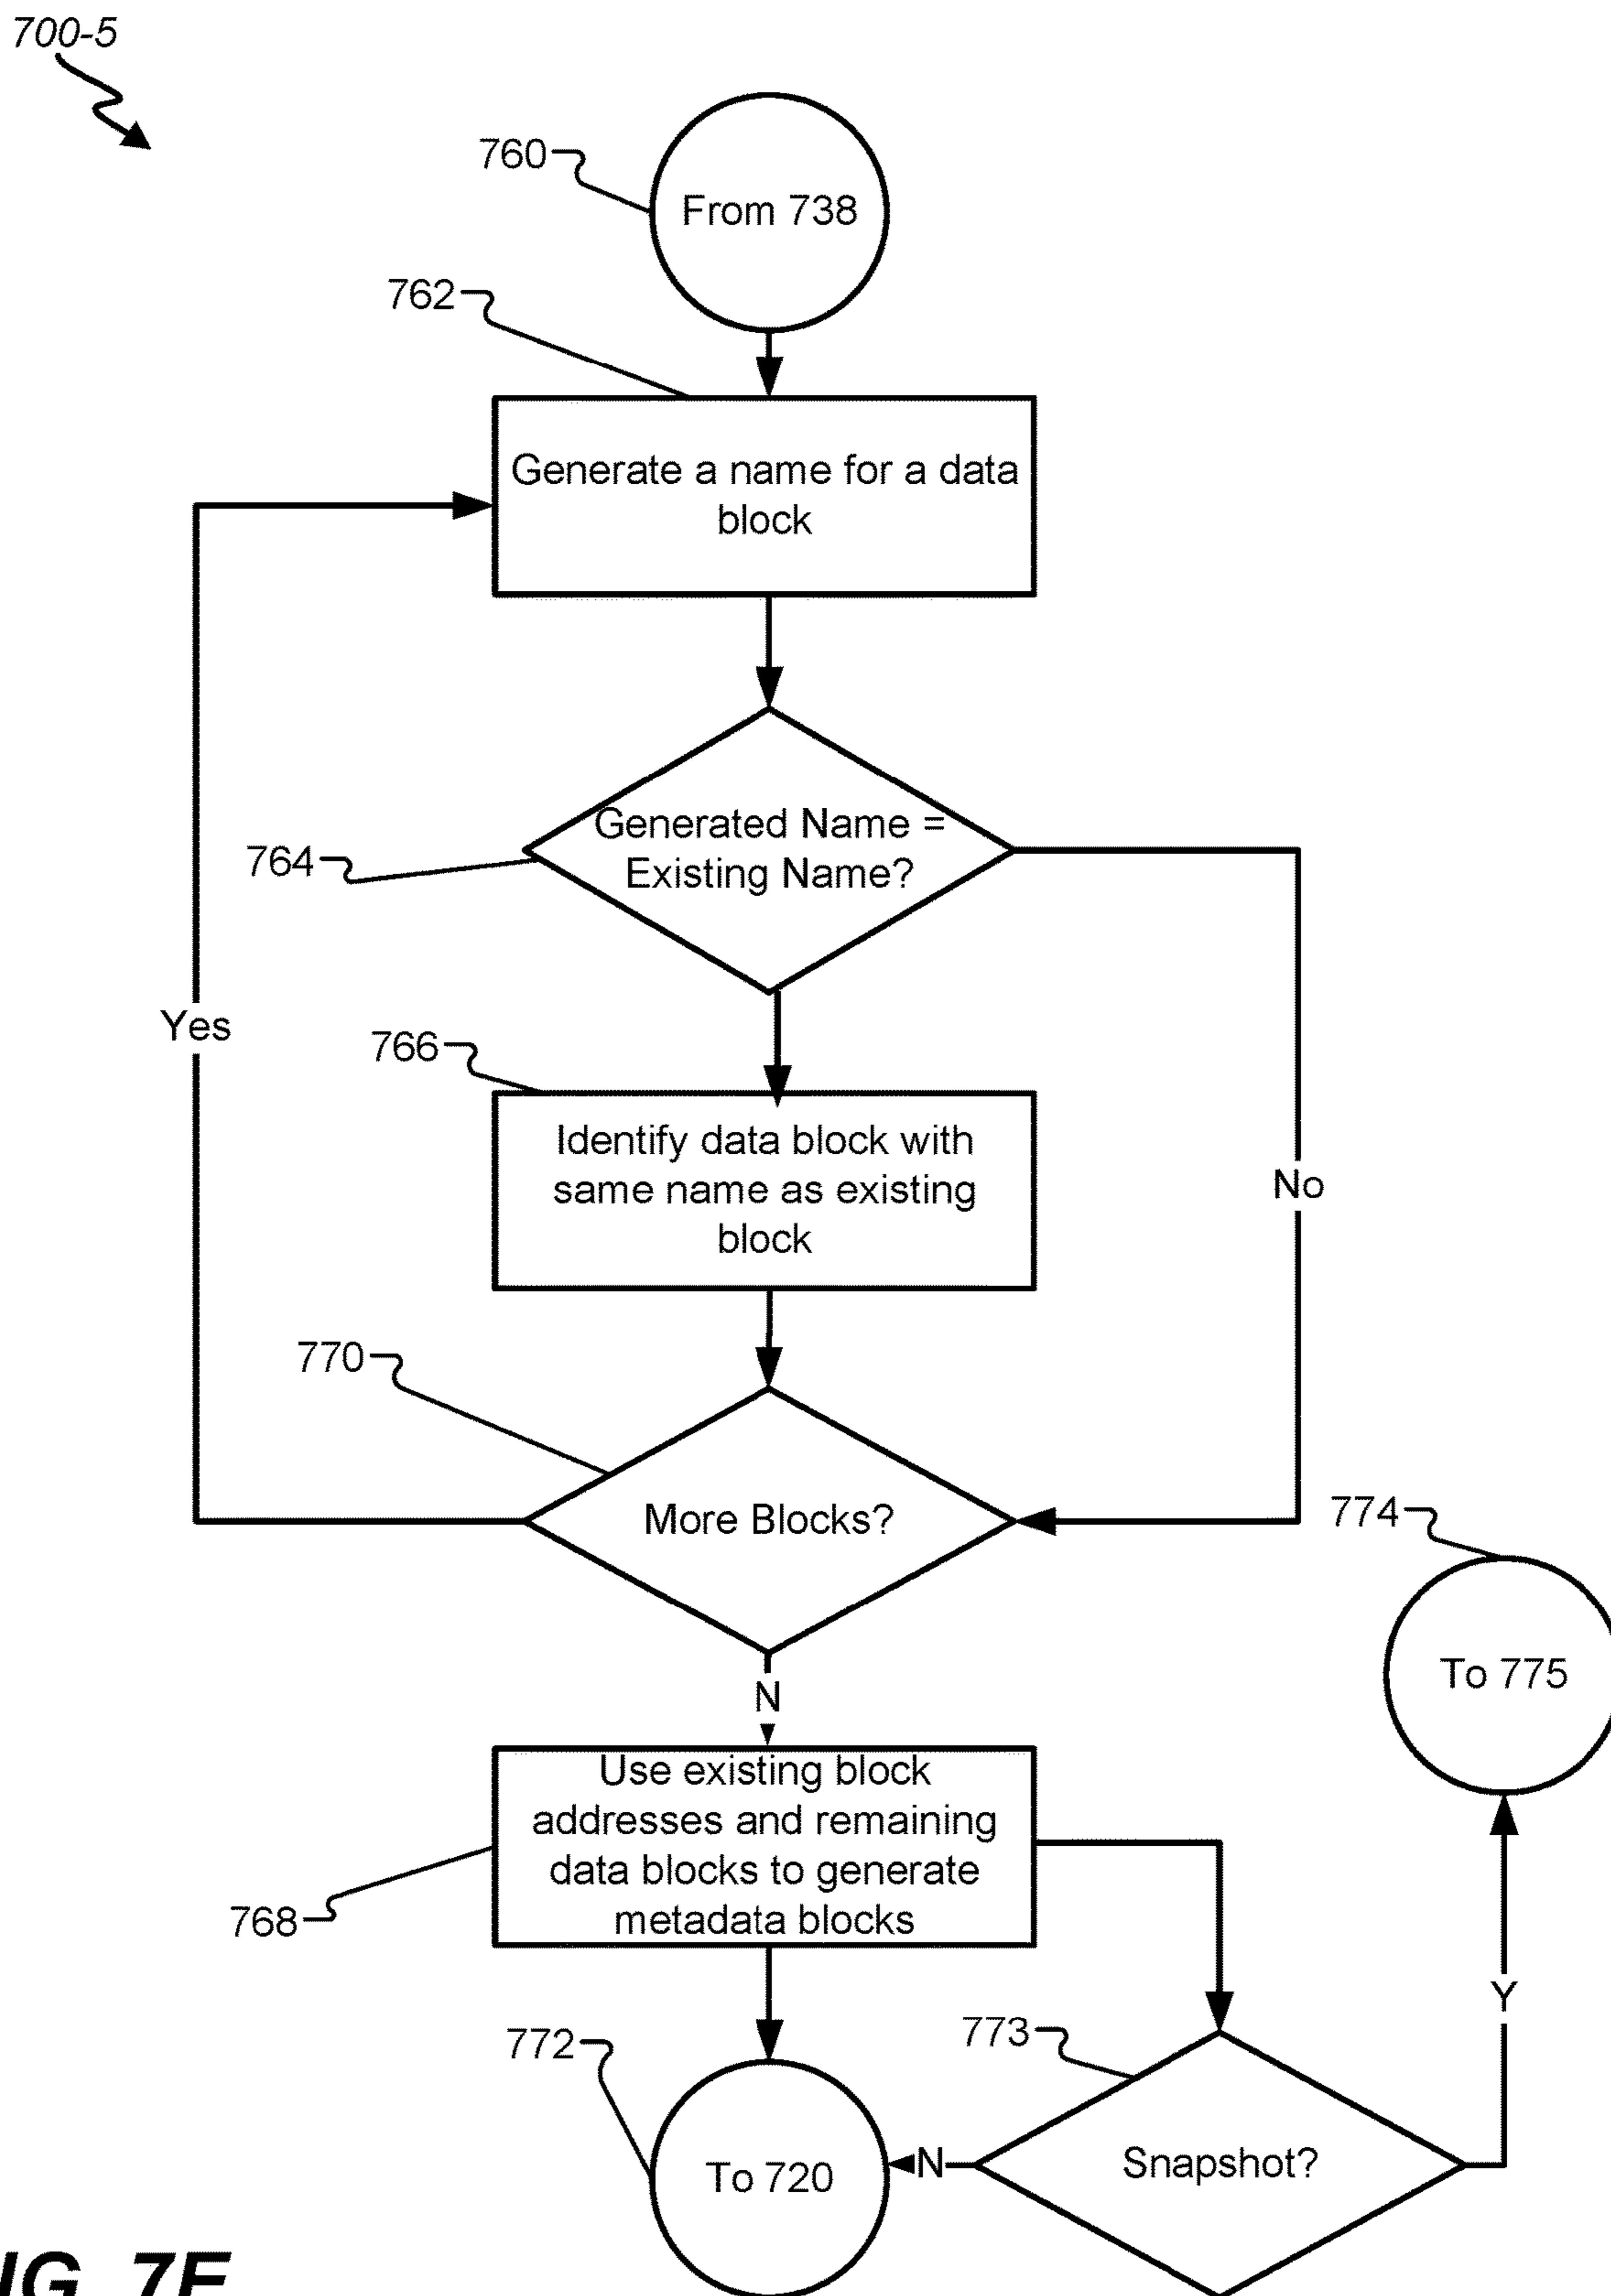 700-5
760
From 738
762
Generate a name for a data
block
764
Generated Name =
Existing Name?
Yes
766
Identify data block with
same name as existing
block
No
770
More Blocks?
774
To 775
N
Use existing block
addresses and remaining
data blocks to generate
metadata blocks
768
Y
772
773
To 720
N
Snapshot?